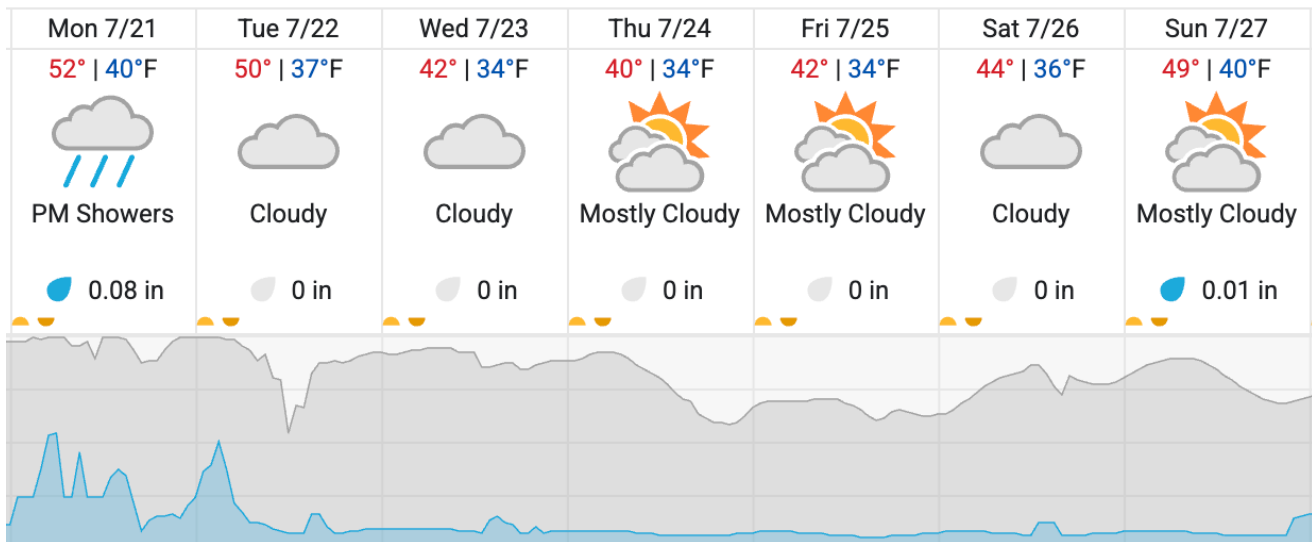 Mon 7/21 Tue 7/22 Wed 7/23 Thu 7/24 Fri 7/25 Sat 7/26 Sun 7/27
52° | 40°F 50° | 37°F 42° | 34°F 40° | 34°F 42° | 34°F 44° | 36°F 49° | 40°F
PM Showers Cloudy Cloudy Mostly Cloudy Mostly Cloudy Cloudy Mostly Cloudy
0.08 in 0 in 0 in 0 in 0 in 0 in 0.01 in